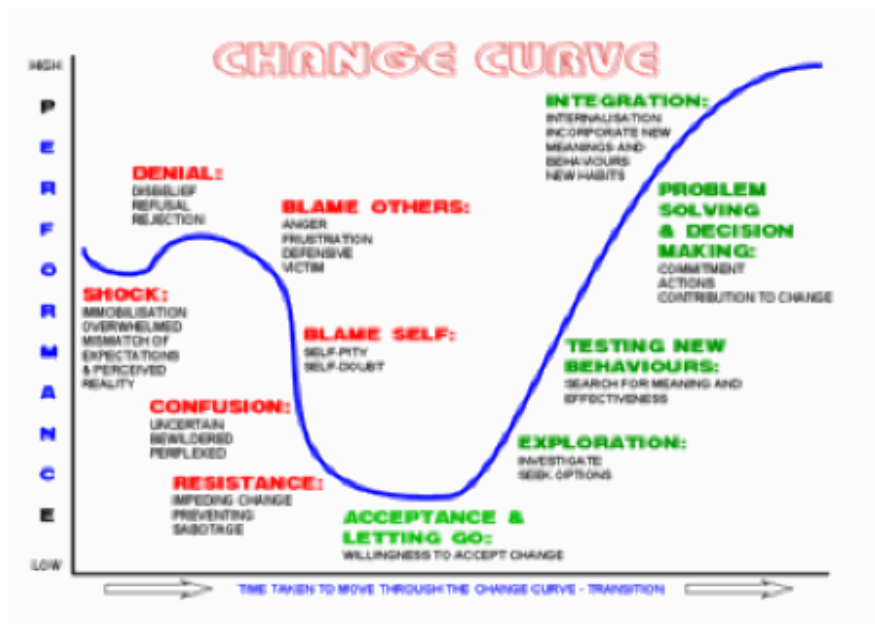 CHANGE CURVE
HIGH
PERFORMANCE
LOW
DENIAL:
DISBELIEF
REFUSAL
REJECTION
SHOCK:
IMMOBILISATION
OVERWHELMED
MISMATCH OF
EXPECTATIONS
& PERCEIVED
REALITY
BLAME OTHERS:
ANGER
FRUSTRATION
DEFENSIVE
VICTIM
BLAME SELF:
SELF-PITY
SELF-DOUBT
CONFUSION:
UNCERTAIN
BEWILDERED
PERPLEXED
RESISTANCE:
IMPEDING CHANGE
PREVENTING
SABOTAGE
ACCEPTANCE &
LETTING GO:
WILLINGNESS TO ACCEPT CHANGE
EXPLORATION:
INVESTIGATE
SEEK OPTIONS
TESTING NEW
BEHAVIOURS:
SEARCH FOR MEANING AND
EFFECTIVENESS
PROBLEM
SOLVING
& DECISION
MAKING:
COMMITMENT
ACTIONS
CONTRIBUTION TO CHANGE
INTEGRATION:
INTERNALISATION
INCORPORATE NEW
MEANINGS AND
BEHAVIOURS
NEW HABITS
TIME TAKEN TO MOVE THROUGH THE CHANGE CURVE - TRANSITION